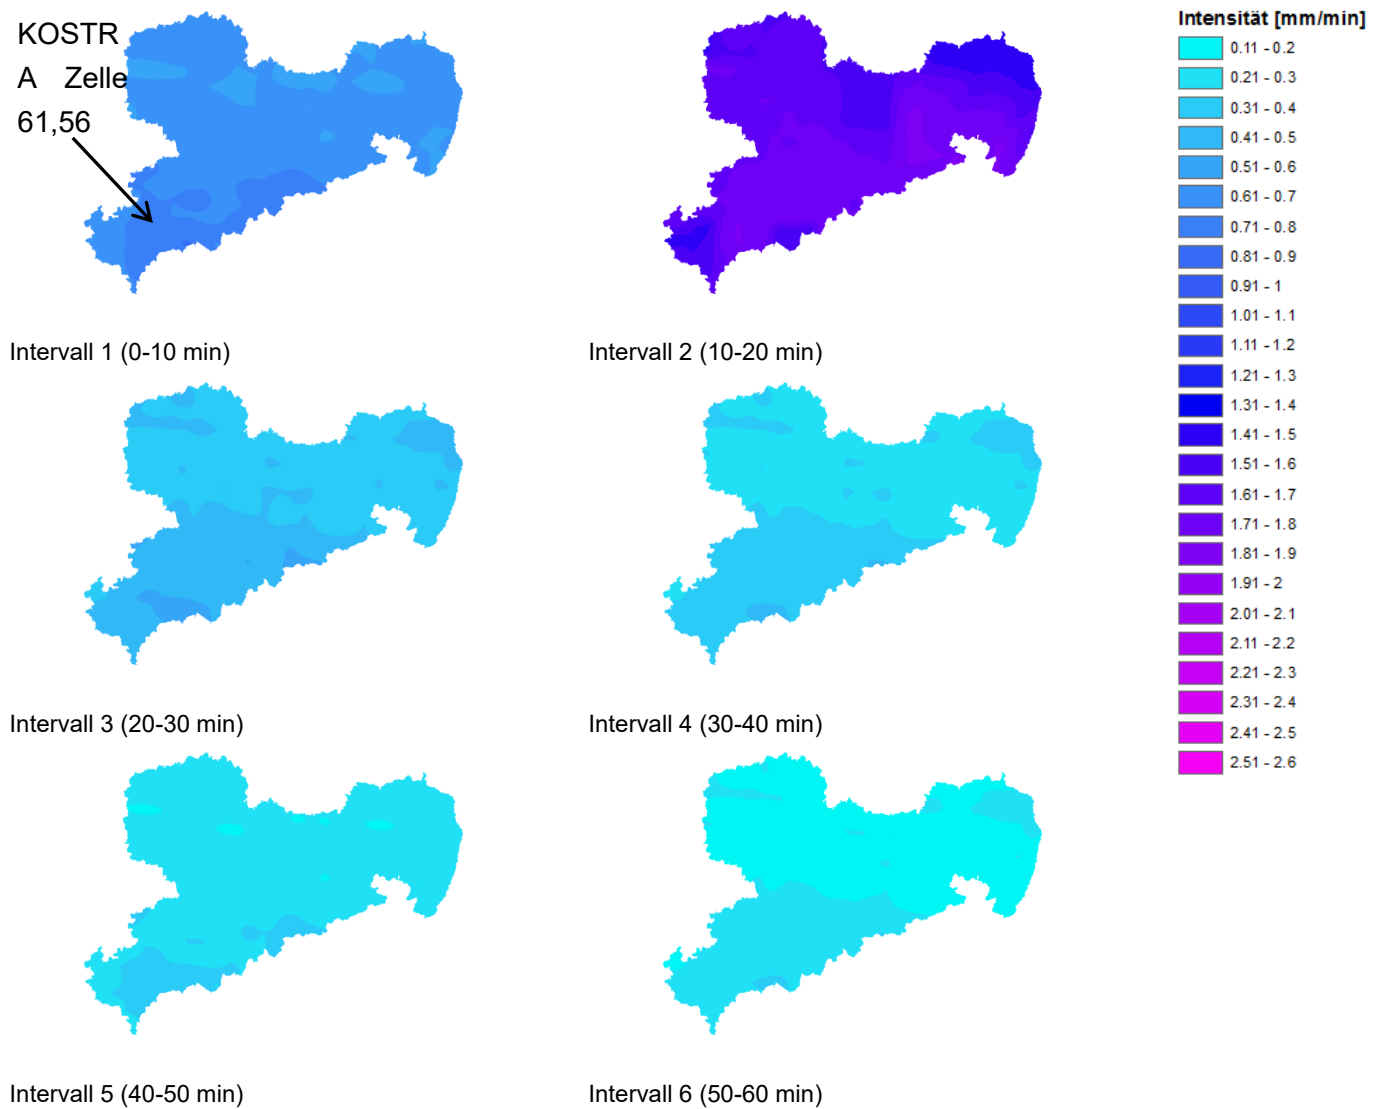 KOSTR
A Zelle
61,56
Intensität [mm/min]
0.11 - 0.2
0.21 - 0.3
0.31 - 0.4
0.41 - 0.5
0.51 - 0.6
0.61 - 0.7
0.71 - 0.8
0.81 - 0.9
0.91 - 1
1.01 - 1.1
1.11 - 1.2
1.21 - 1.3
1.31 - 1.4
1.41 - 1.5
1.51 - 1.6
1.61 - 1.7
1.71 - 1.8
1.81 - 1.9
1.91 - 2
2.01 - 2.1
2.11 - 2.2
2.21 - 2.3
2.31 - 2.4
2.41 - 2.5
2.51 - 2.6
Intervall 1 (0-10 min)
Intervall 2 (10-20 min)
Intervall 3 (20-30 min)
Intervall 4 (30-40 min)
Intervall 5 (40-50 min)
Intervall 6 (50-60 min)